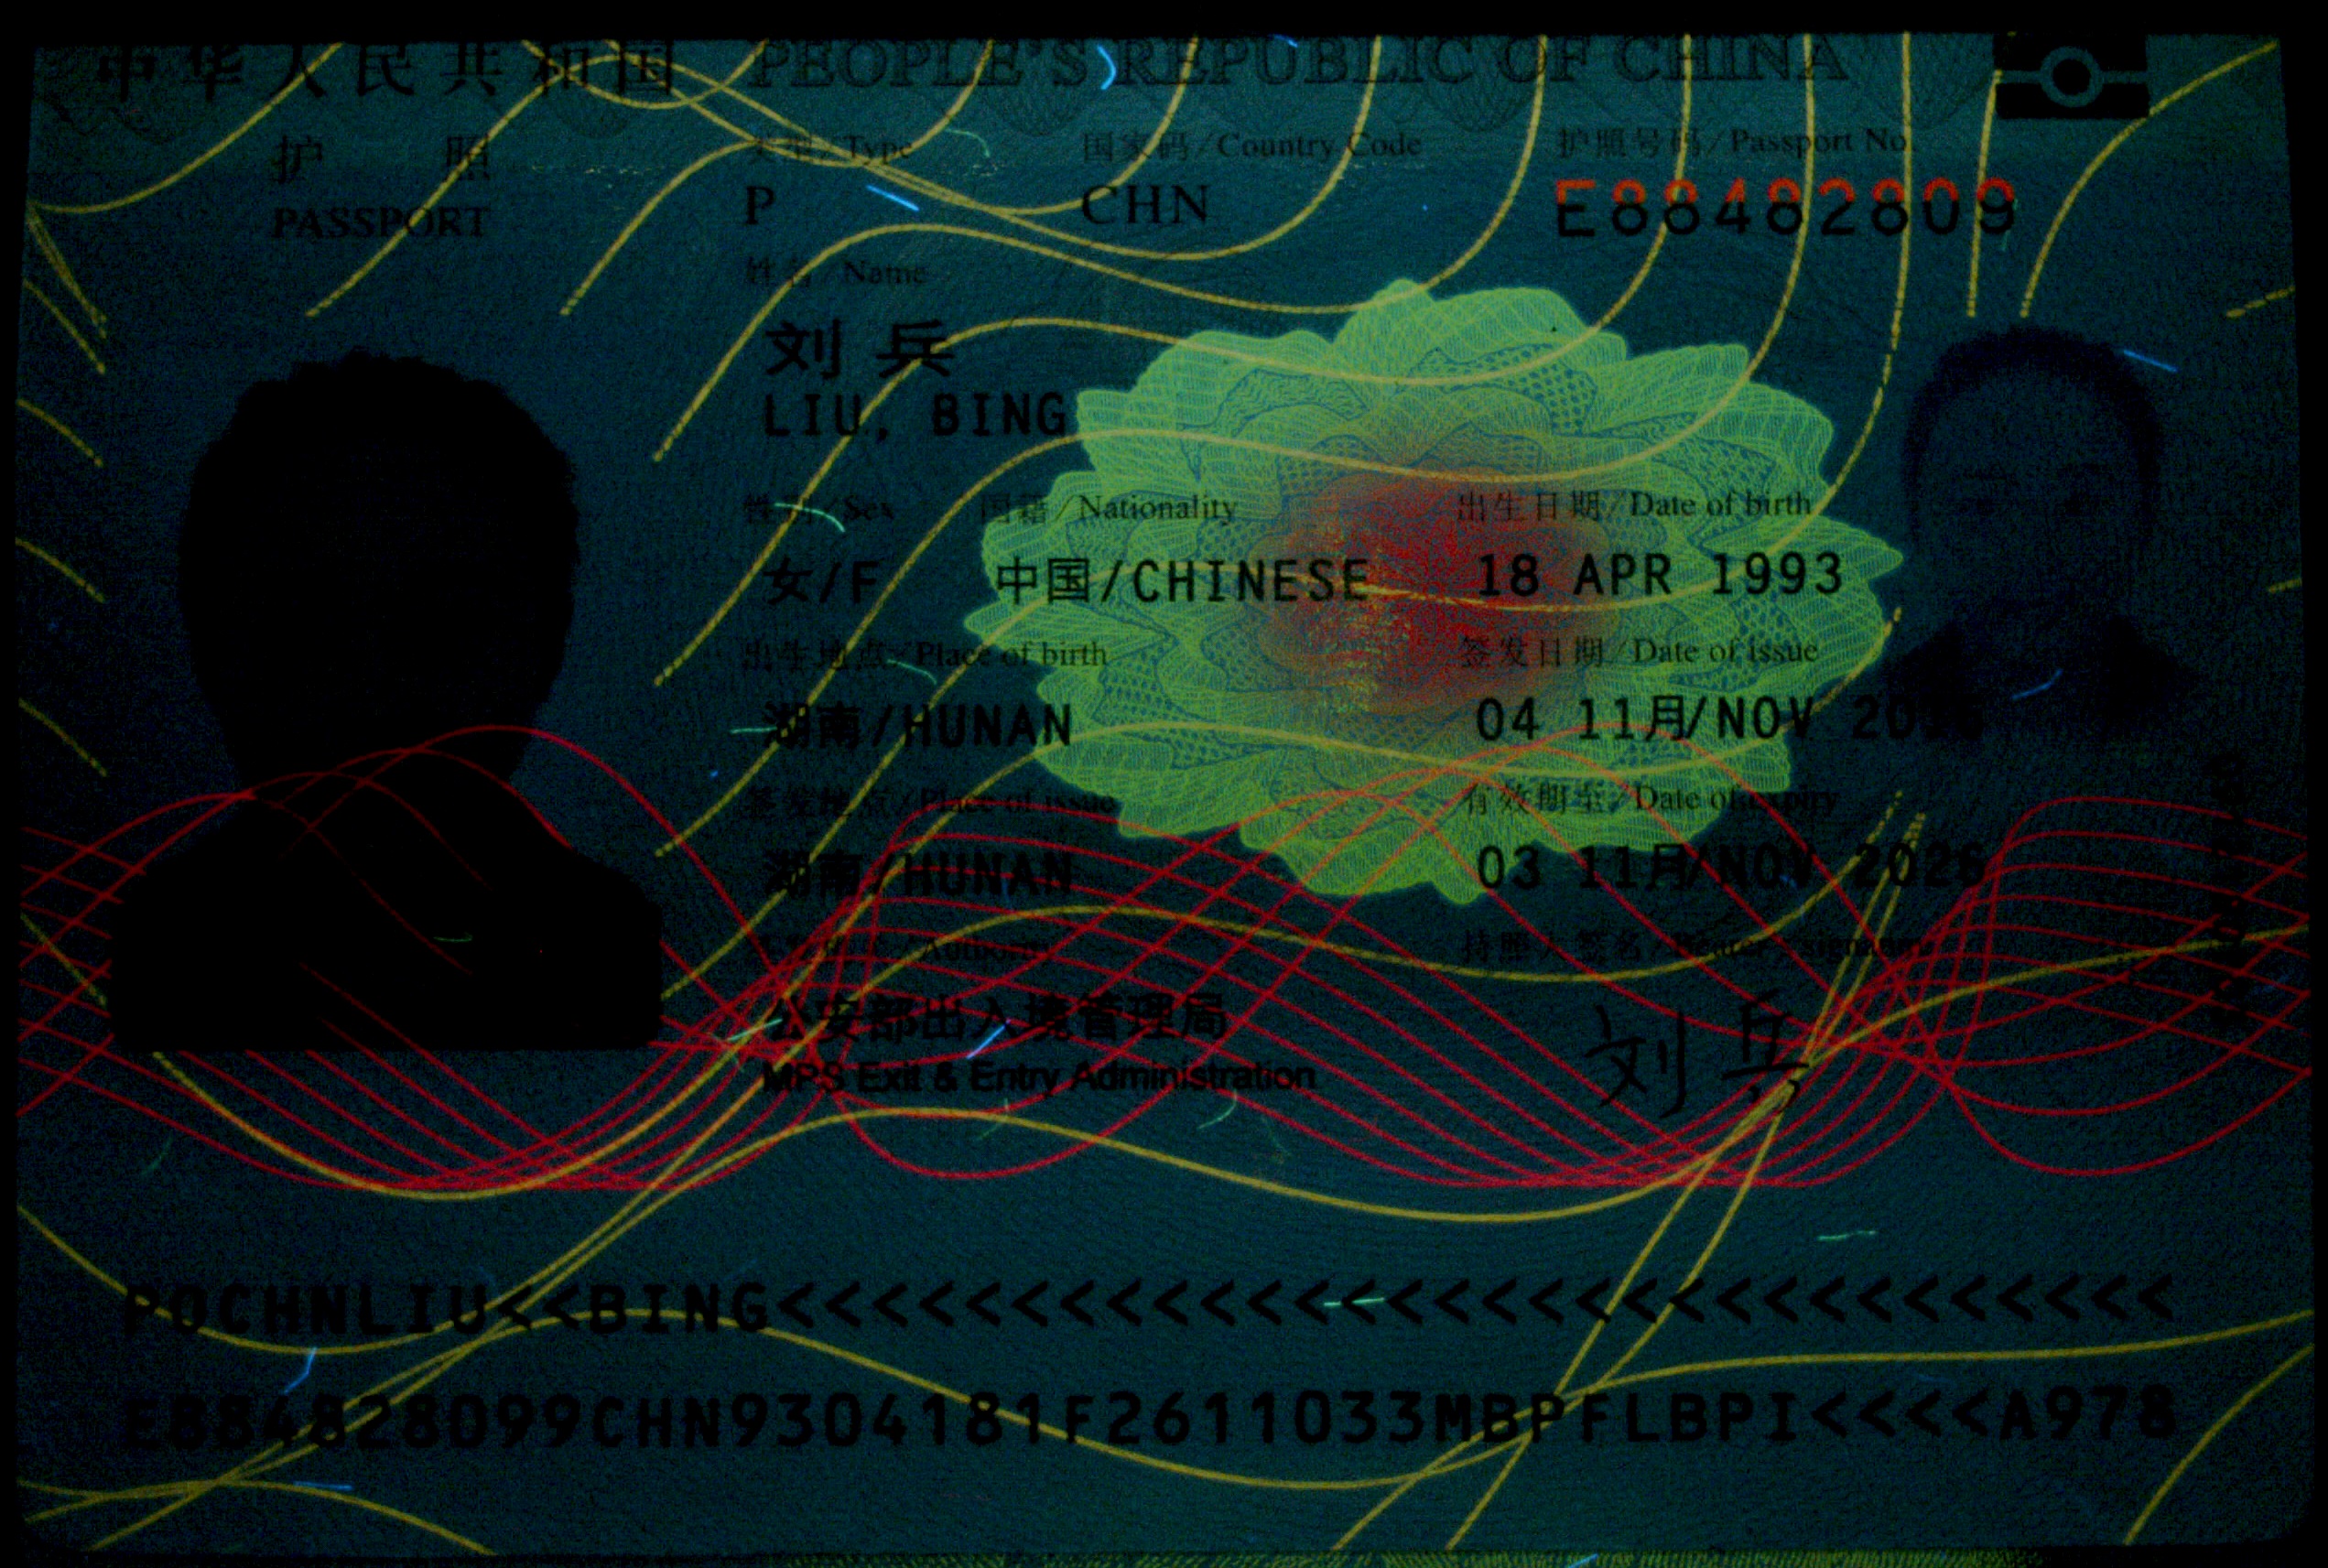 中华人民共和国 PEOPLE'S REPUBLIC OF CHINA
护 照 类型/Type 国家码/Country Code 护照号码/Passport No.
PASSPORT P CHN E88482809
姓名/Name
刘兵
LIU, BING
性别/Sex 国籍/Nationality 出生日期/Date of birth
女/F 中国/CHINESE 18 APR 1993
出生地点/Place of birth 签发日期/Date of issue
湖南/HUNAN 04 11月/NOV
签发地点/Place of issue 有效期至/Date of expiry
湖南/HUNAN 03 11月/NOV 2026
签发机关/Authority 持照人签名/Bearer's signature
公安部出入境管理局 刘兵
MPS Exit & Entry Administration
POCHNLIU<<BING<<<<<<<<<<<<<<<<<<<<<<<<<<<<<<
E884828099CHN9304181F2611033MBPFLBPI<<<<A978